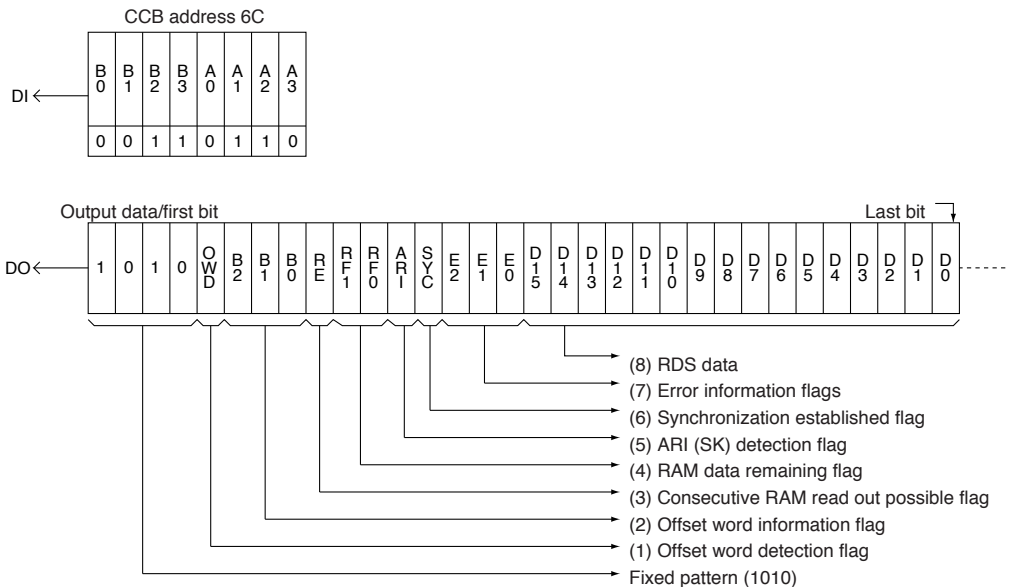 CCB address 6C
DI B0 B1 B2 B3 A0 A1 A2 A3
0 0 1 1 0 1 1 0
Output data/first bit Last bit
DO 1 0 1 0 OWD B2 B1 B0 RE RF1 RF0 ARI SYC E2 E1 E0 D15 D14 D13 D12 D11 D10 D9 D8 D7 D6 D5 D4 D3 D2 D1 D0
(8) RDS data
(7) Error information flags
(6) Synchronization established flag
(5) ARI (SK) detection flag
(4) RAM data remaining flag
(3) Consecutive RAM read out possible flag
(2) Offset word information flag
(1) Offset word detection flag
Fixed pattern (1010)